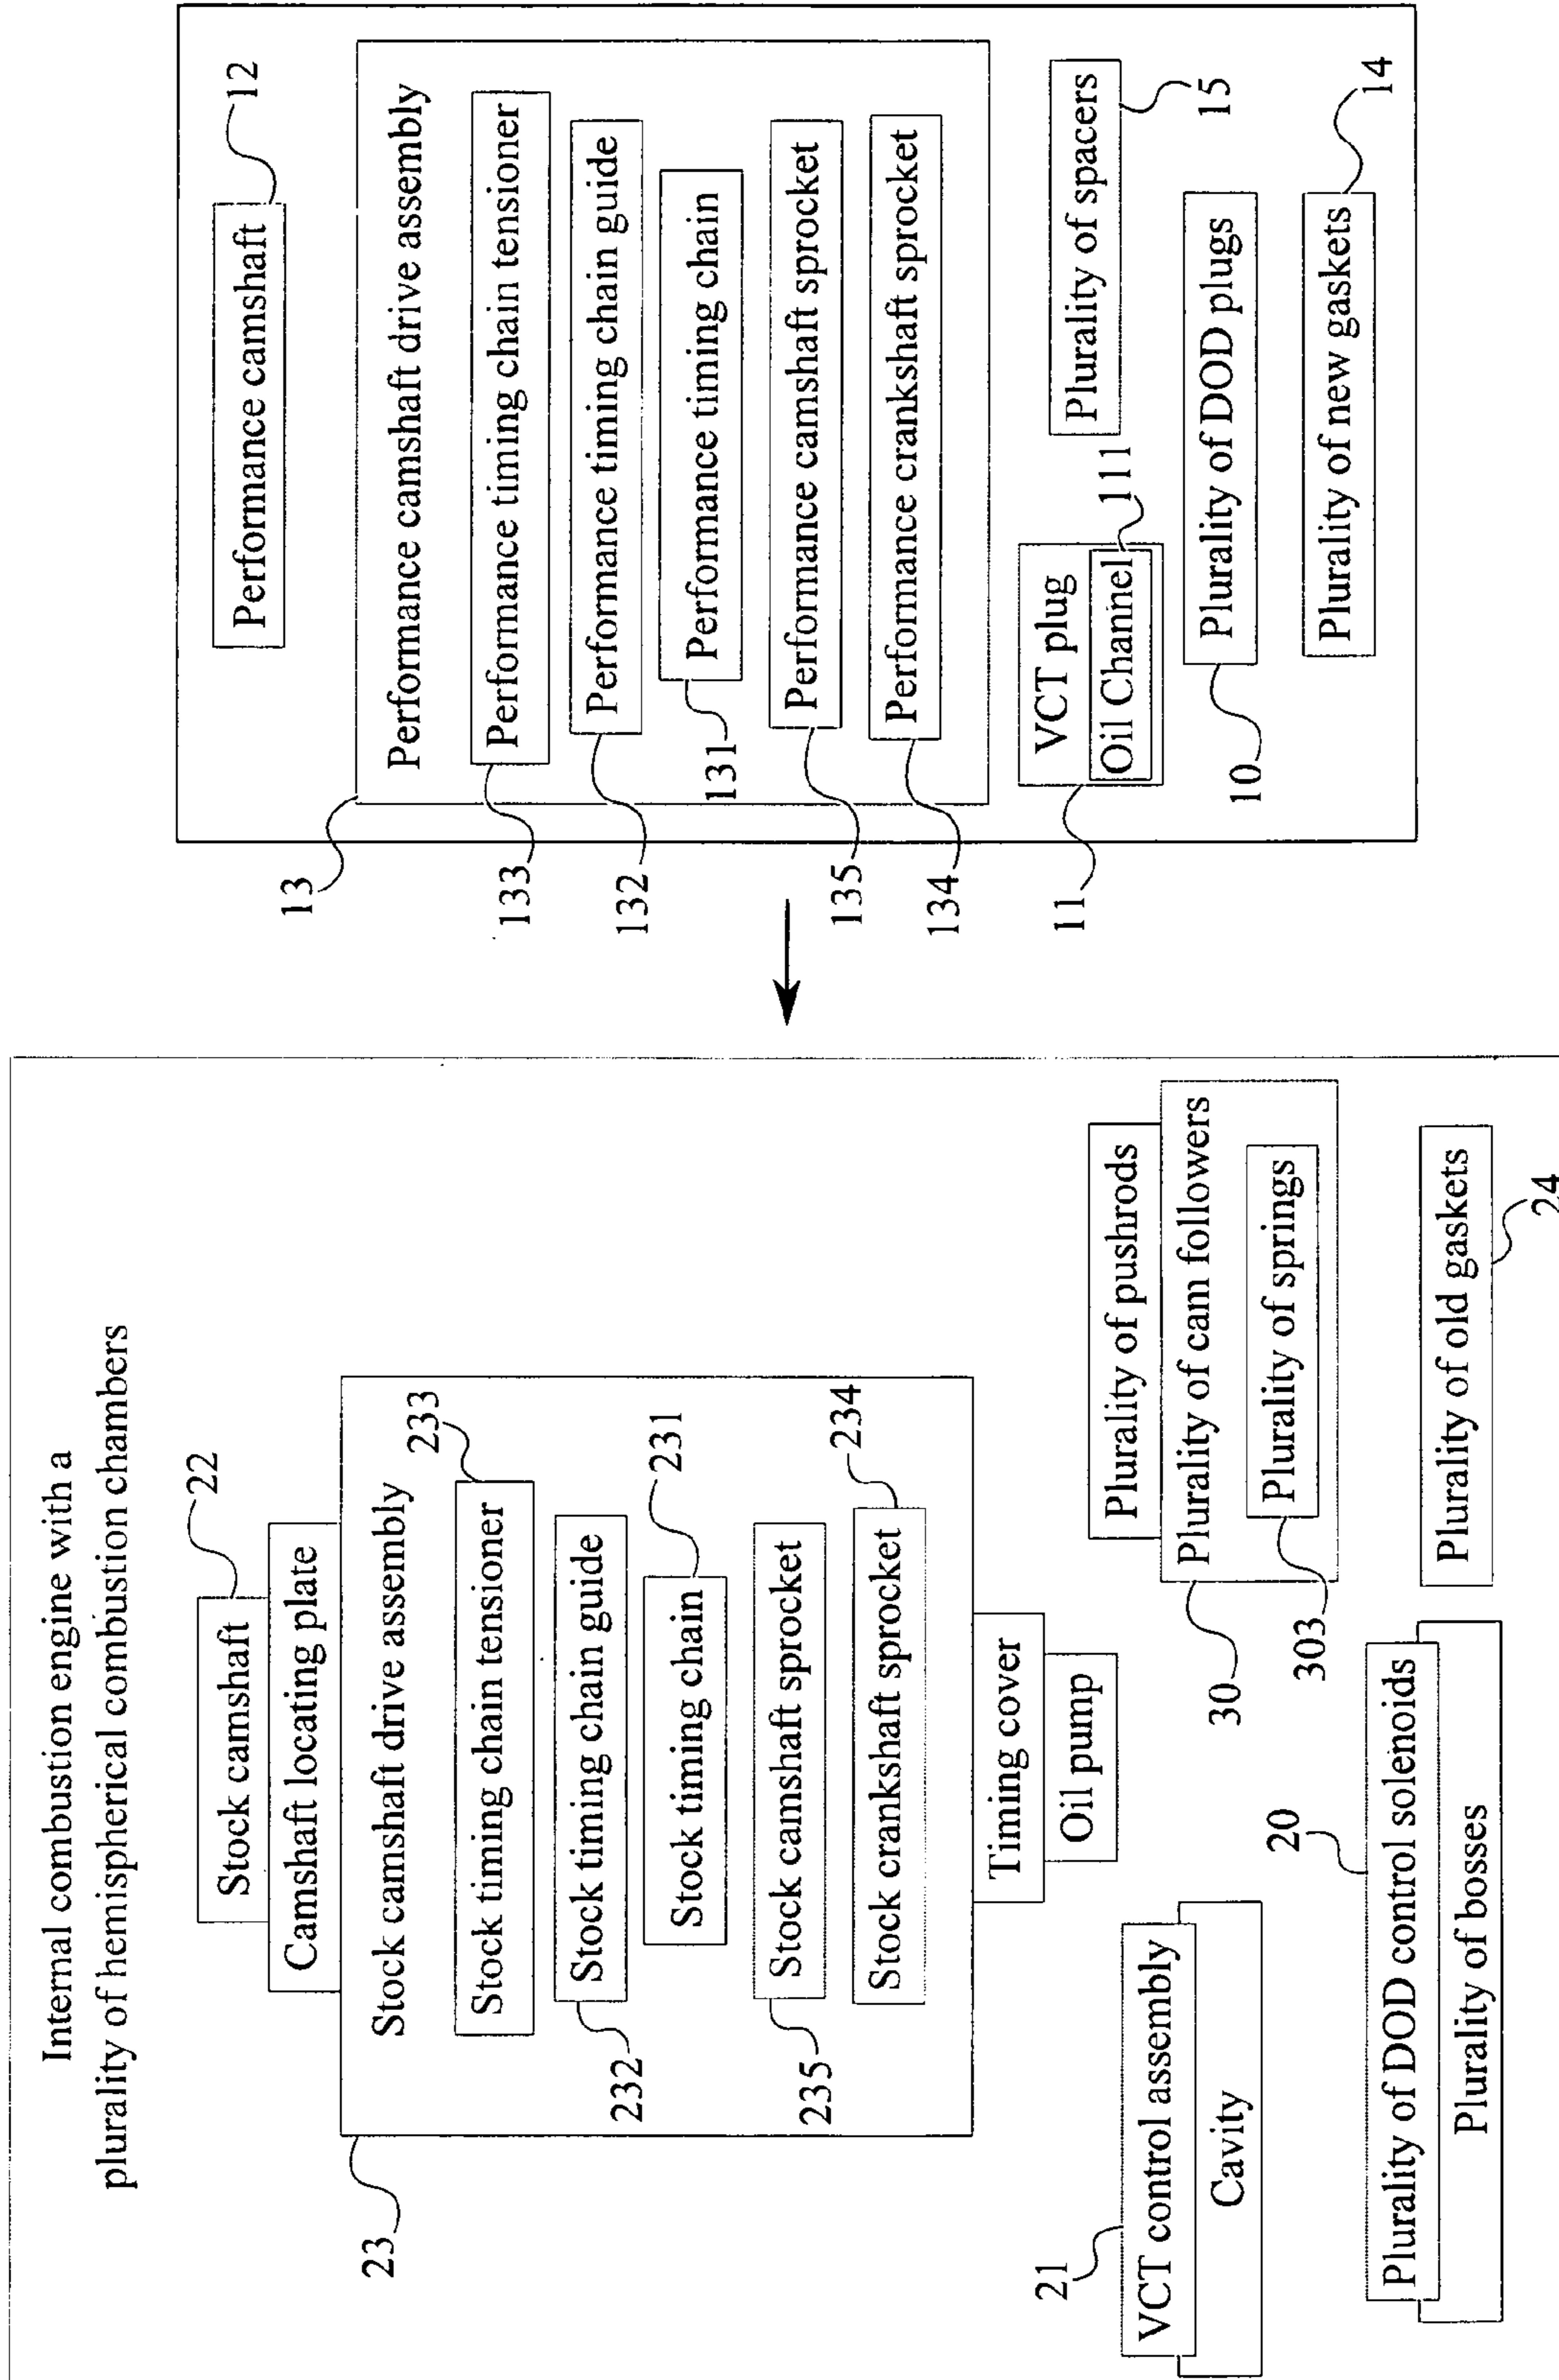 Internal combustion engine with a
plurality of hemispherical combustion chambers
Stock camshaft
22
Camshaft locating plate
Stock camshaft drive assembly
23
Stock timing chain tensioner
233
Stock timing chain guide
232
Stock timing chain
231
Stock camshaft sprocket
235
Stock crankshaft sprocket
234
Timing cover
Oil pump
21
VCT control assembly
Cavity
20
Plurality of DOD control solenoids
Plurality of bosses
Plurality of pushrods
Plurality of cam followers
30
Plurality of springs
303
Plurality of old gaskets
24
Performance camshaft
12
13
Performance camshaft drive assembly
Performance timing chain tensioner
133
Performance timing chain guide
132
Performance timing chain
131
Performance camshaft sprocket
135
Performance crankshaft sprocket
134
VCT plug
Oil Channel
111
11
Plurality of spacers
15
Plurality of DOD plugs
10
Plurality of new gaskets
14